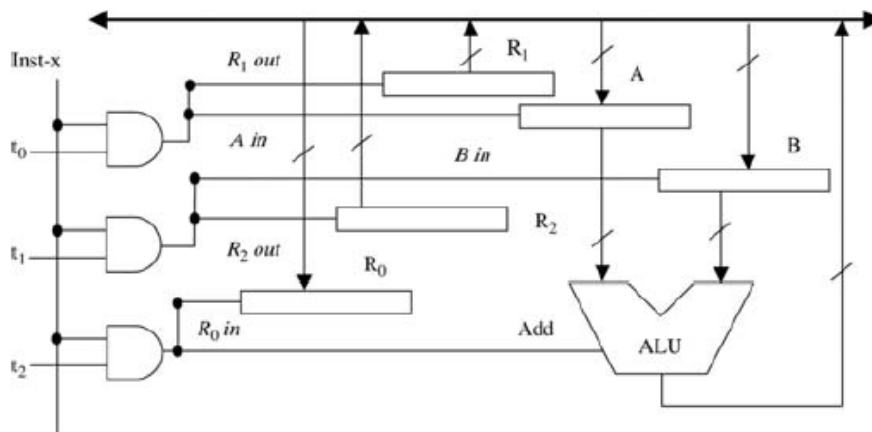 Inst-x
R1 out
R1
A
t0
A in
B in
B
t1
R2 out
R2
R0
R0 in
Add
ALU
t2